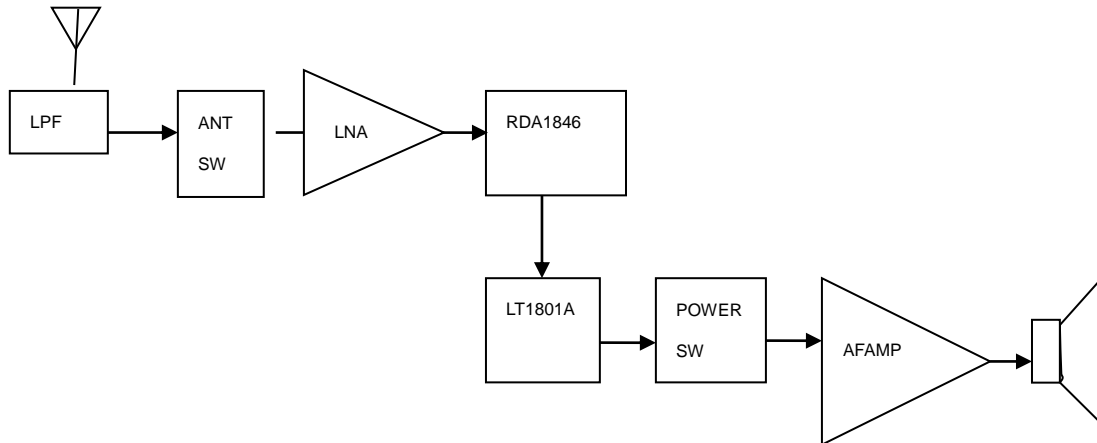 LPF
ANT
SW
LNA
RDA1846
LT1801A
POWER
SW
AFAMP